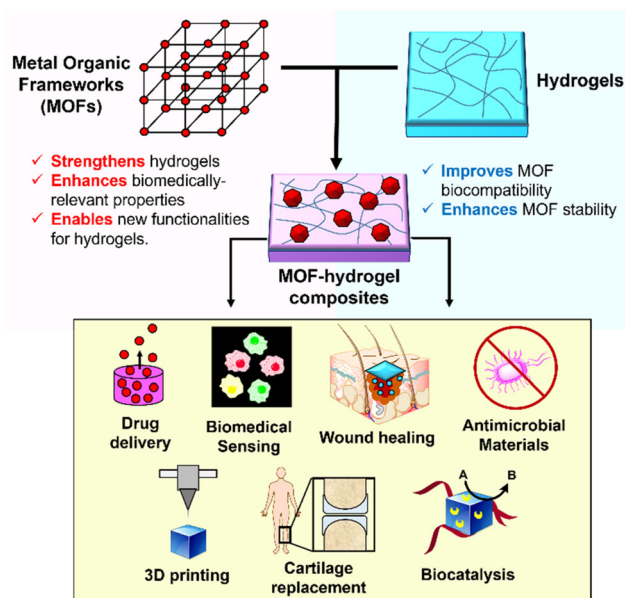 Metal Organic
Frameworks
(MOFs)
Hydrogels
✓ Strengthens hydrogels
✓ Enhances biomedically-
relevant properties
✓ Enables new functionalities
for hydrogels.
✓ Improves MOF
biocompatibility
✓ Enhances MOF stability
MOF-hydrogel
composites
Drug
delivery
Biomedical
Sensing
Wound healing
Antimicrobial
Materials
3D printing
Cartilage
replacement
A
B
Biocatalysis